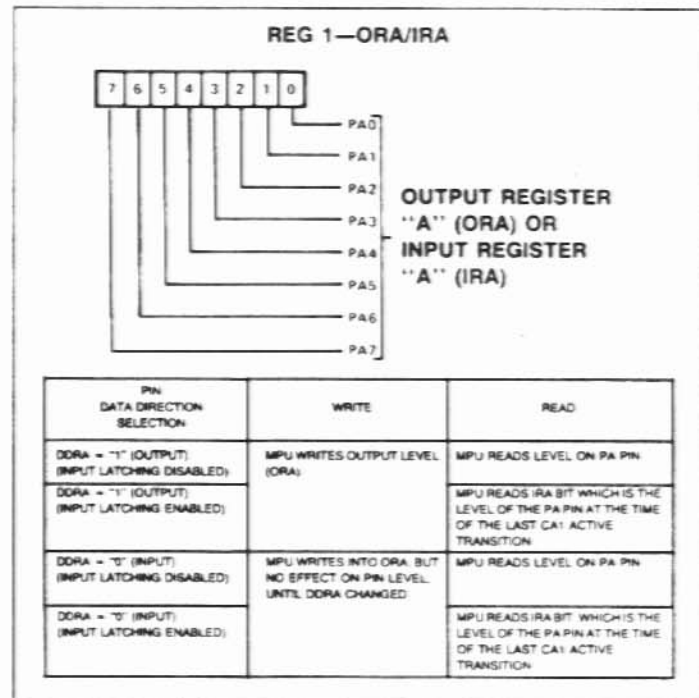 REG 1—ORA/IRA
7 6 5 4 3 2 1 0
PA0
PA1
PA2
PA3
PA4
PA5
PA6
PA7
OUTPUT REGISTER
"A" (ORA) OR
INPUT REGISTER
"A" (IRA)
PIN
DATA DIRECTION
SELECTION
WRITE
READ
DDRA = "1" (OUTPUT)
(INPUT LATCHING DISABLED)
MPU WRITES OUTPUT LEVEL
(ORA)
MPU READS LEVEL ON PA PIN
DDRA = "1" (OUTPUT)
(INPUT LATCHING ENABLED)
MPU READS IRA BIT WHICH IS THE
LEVEL OF THE PA PIN AT THE TIME
OF THE LAST CA1 ACTIVE
TRANSITION
DDRA = "0" (INPUT)
(INPUT LATCHING DISABLED)
MPU WRITES INTO ORA, BUT
NO EFFECT ON PIN LEVEL,
UNTIL DDRA CHANGED
MPU READS LEVEL ON PA PIN
DDRA = "0" (INPUT)
(INPUT LATCHING ENABLED)
MPU READS IRA BIT WHICH IS THE
LEVEL OF THE PA PIN AT THE TIME
OF THE LAST CA1 ACTIVE
TRANSITION